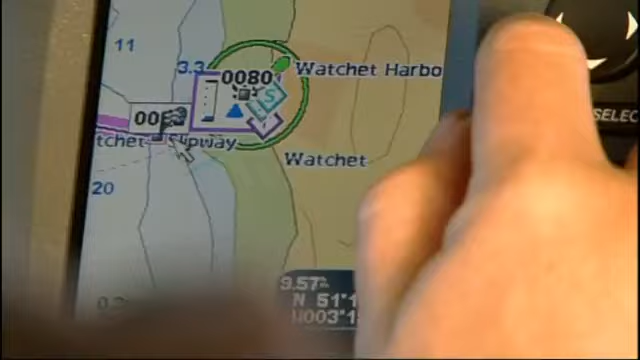 11
3.3
0080
Watchet Harbo
00
tchet Slipway
Watchet
20
9.57
N 51°1
W003°1
SELEC